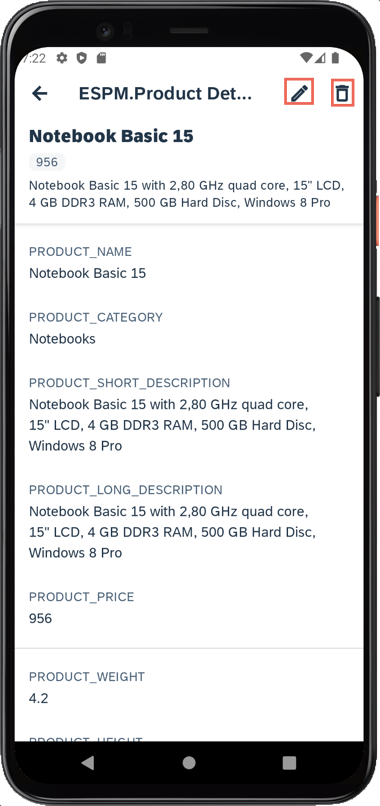 7:22
ESPM.Product Det...
Notebook Basic 15
956
Notebook Basic 15 with 2,80 GHz quad core, 15" LCD,
4 GB DDR3 RAM, 500 GB Hard Disc, Windows 8 Pro
PRODUCT_NAME
Notebook Basic 15
PRODUCT_CATEGORY
Notebooks
PRODUCT_SHORT_DESCRIPTION
Notebook Basic 15 with 2,80 GHz quad core,
15" LCD, 4 GB DDR3 RAM, 500 GB Hard Disc,
Windows 8 Pro
PRODUCT_LONG_DESCRIPTION
Notebook Basic 15 with 2,80 GHz quad core,
15" LCD, 4 GB DDR3 RAM, 500 GB Hard Disc,
Windows 8 Pro
PRODUCT_PRICE
956
PRODUCT_WEIGHT
4.2
PRODUCT_HEIGHT